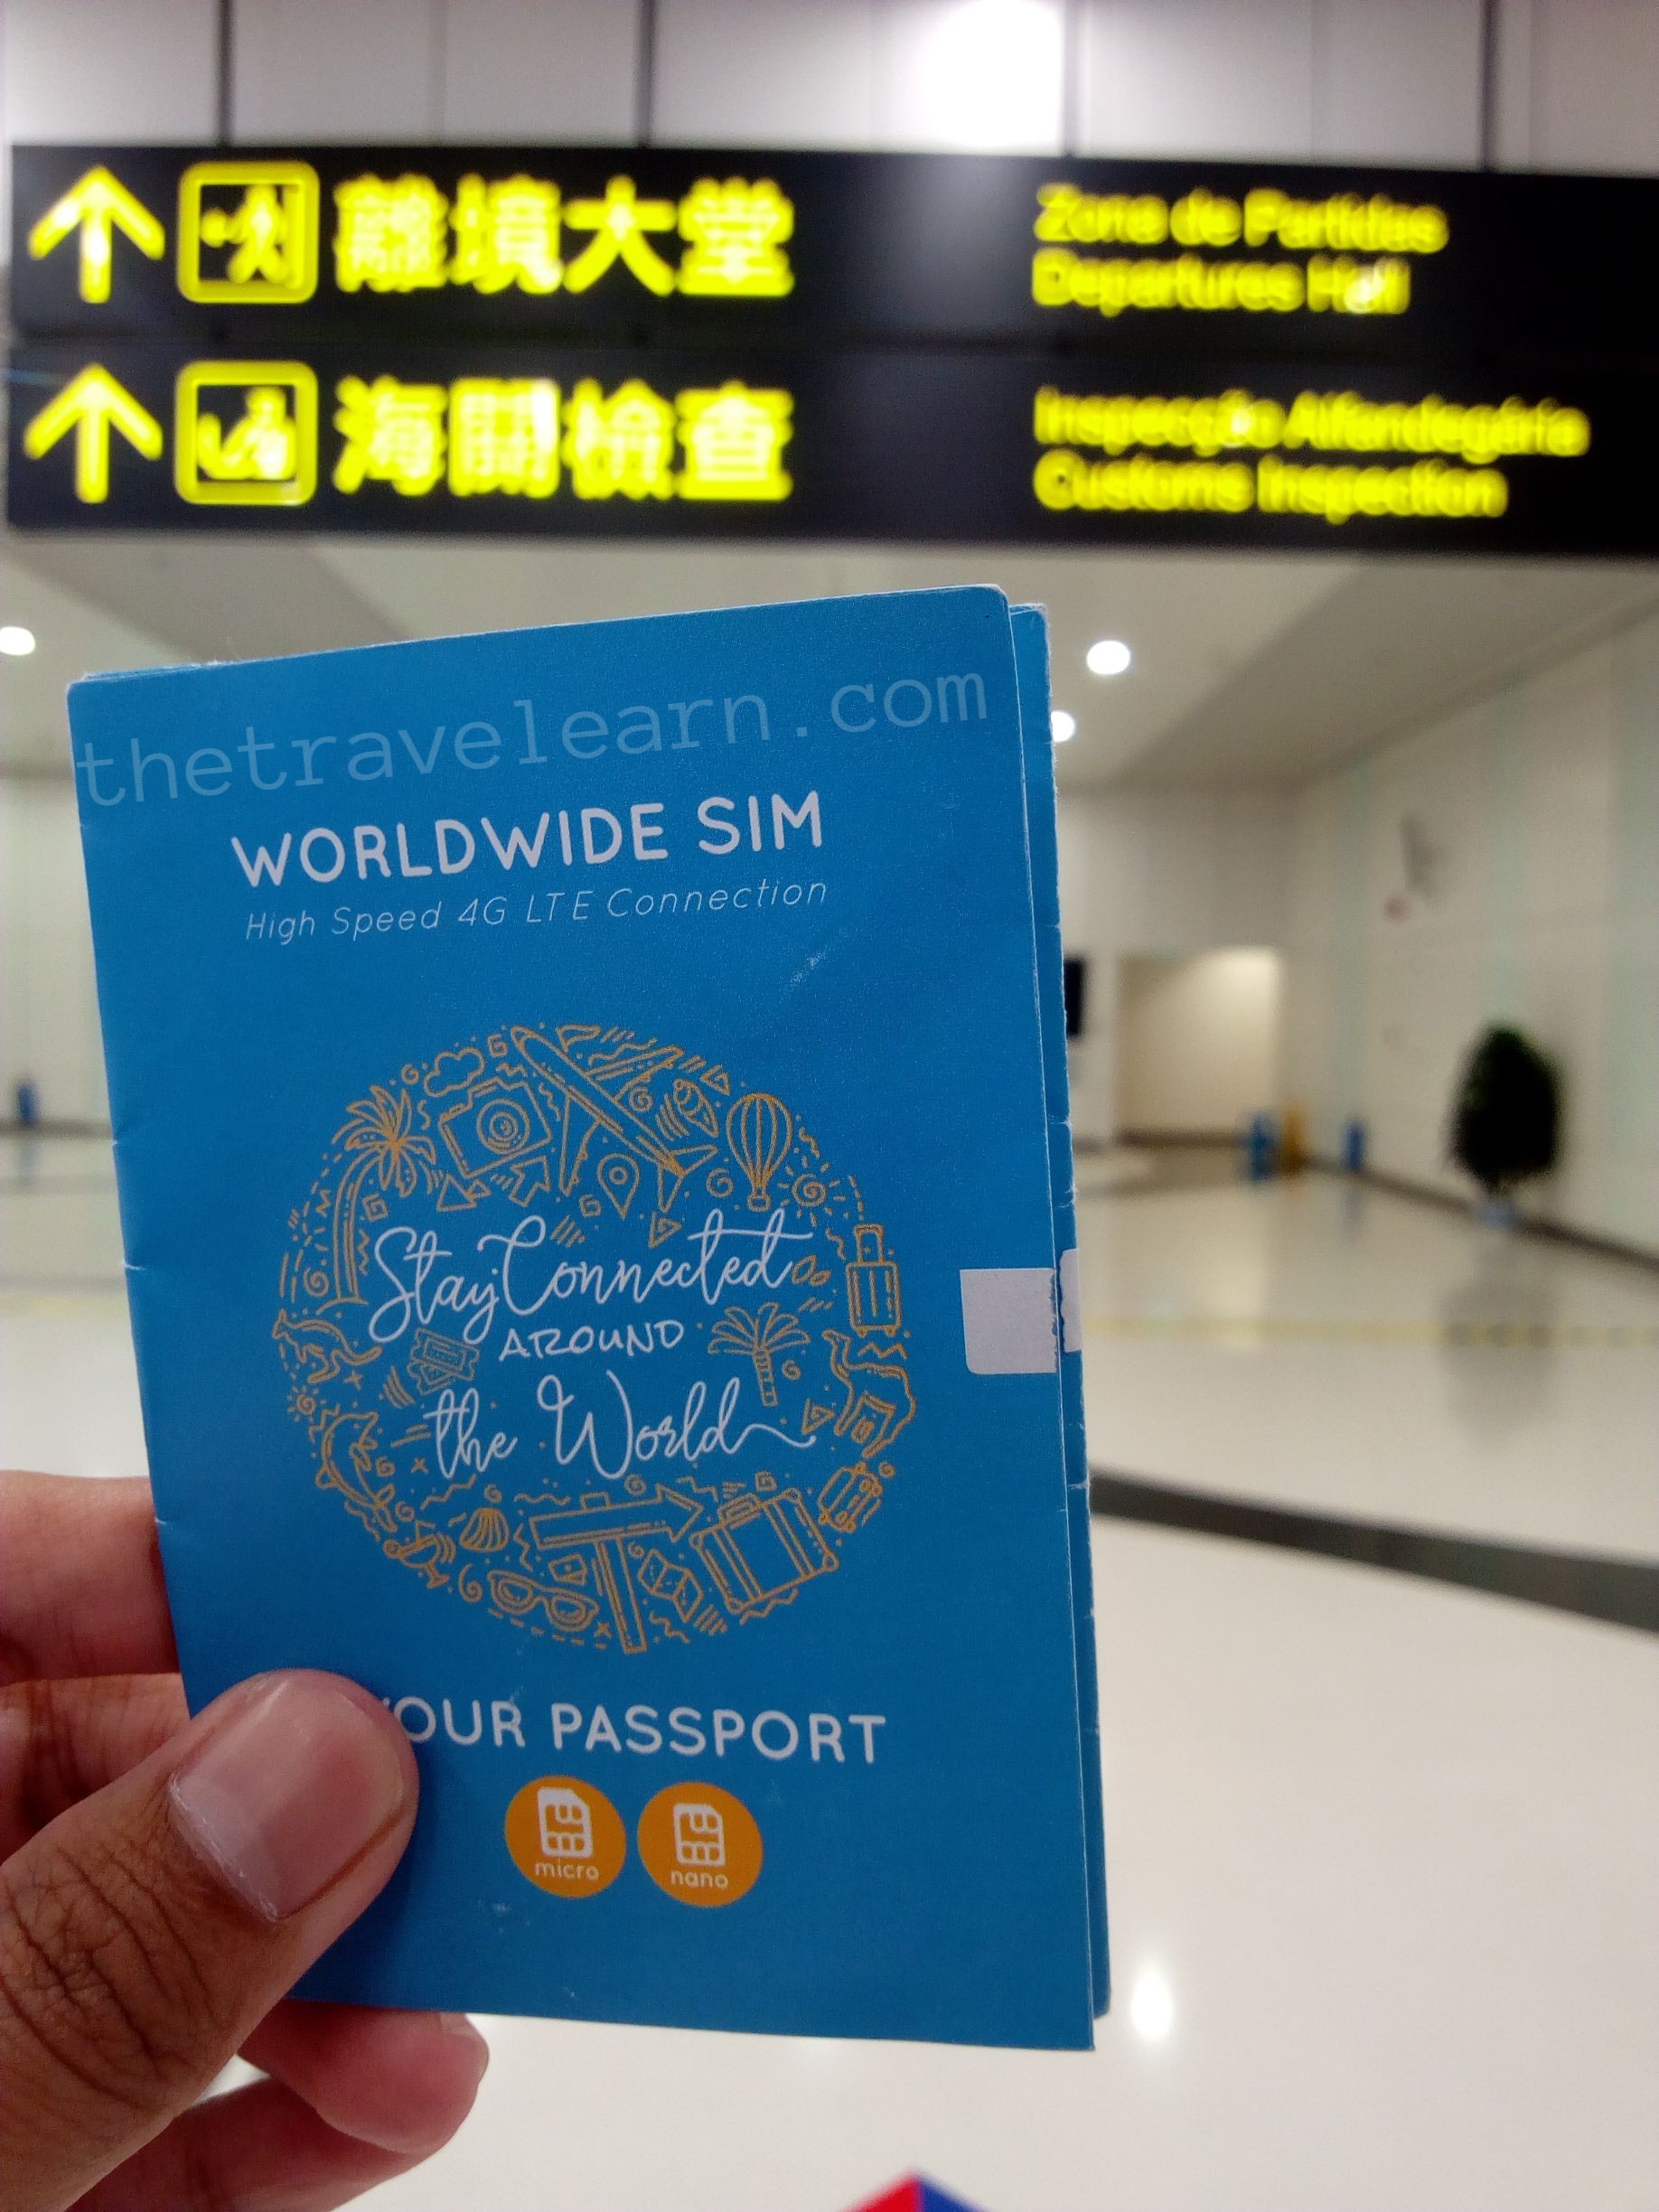 離境大堂
Zona de Partidas
Departures Hall
海關檢查
Inspecção Alfandegária
Customs Inspection
thetravelearn.com
WORLDWIDE SIM
High Speed 4G LTE Connection
Stay Connected
AROUND
the World
YOUR PASSPORT
micro
nano